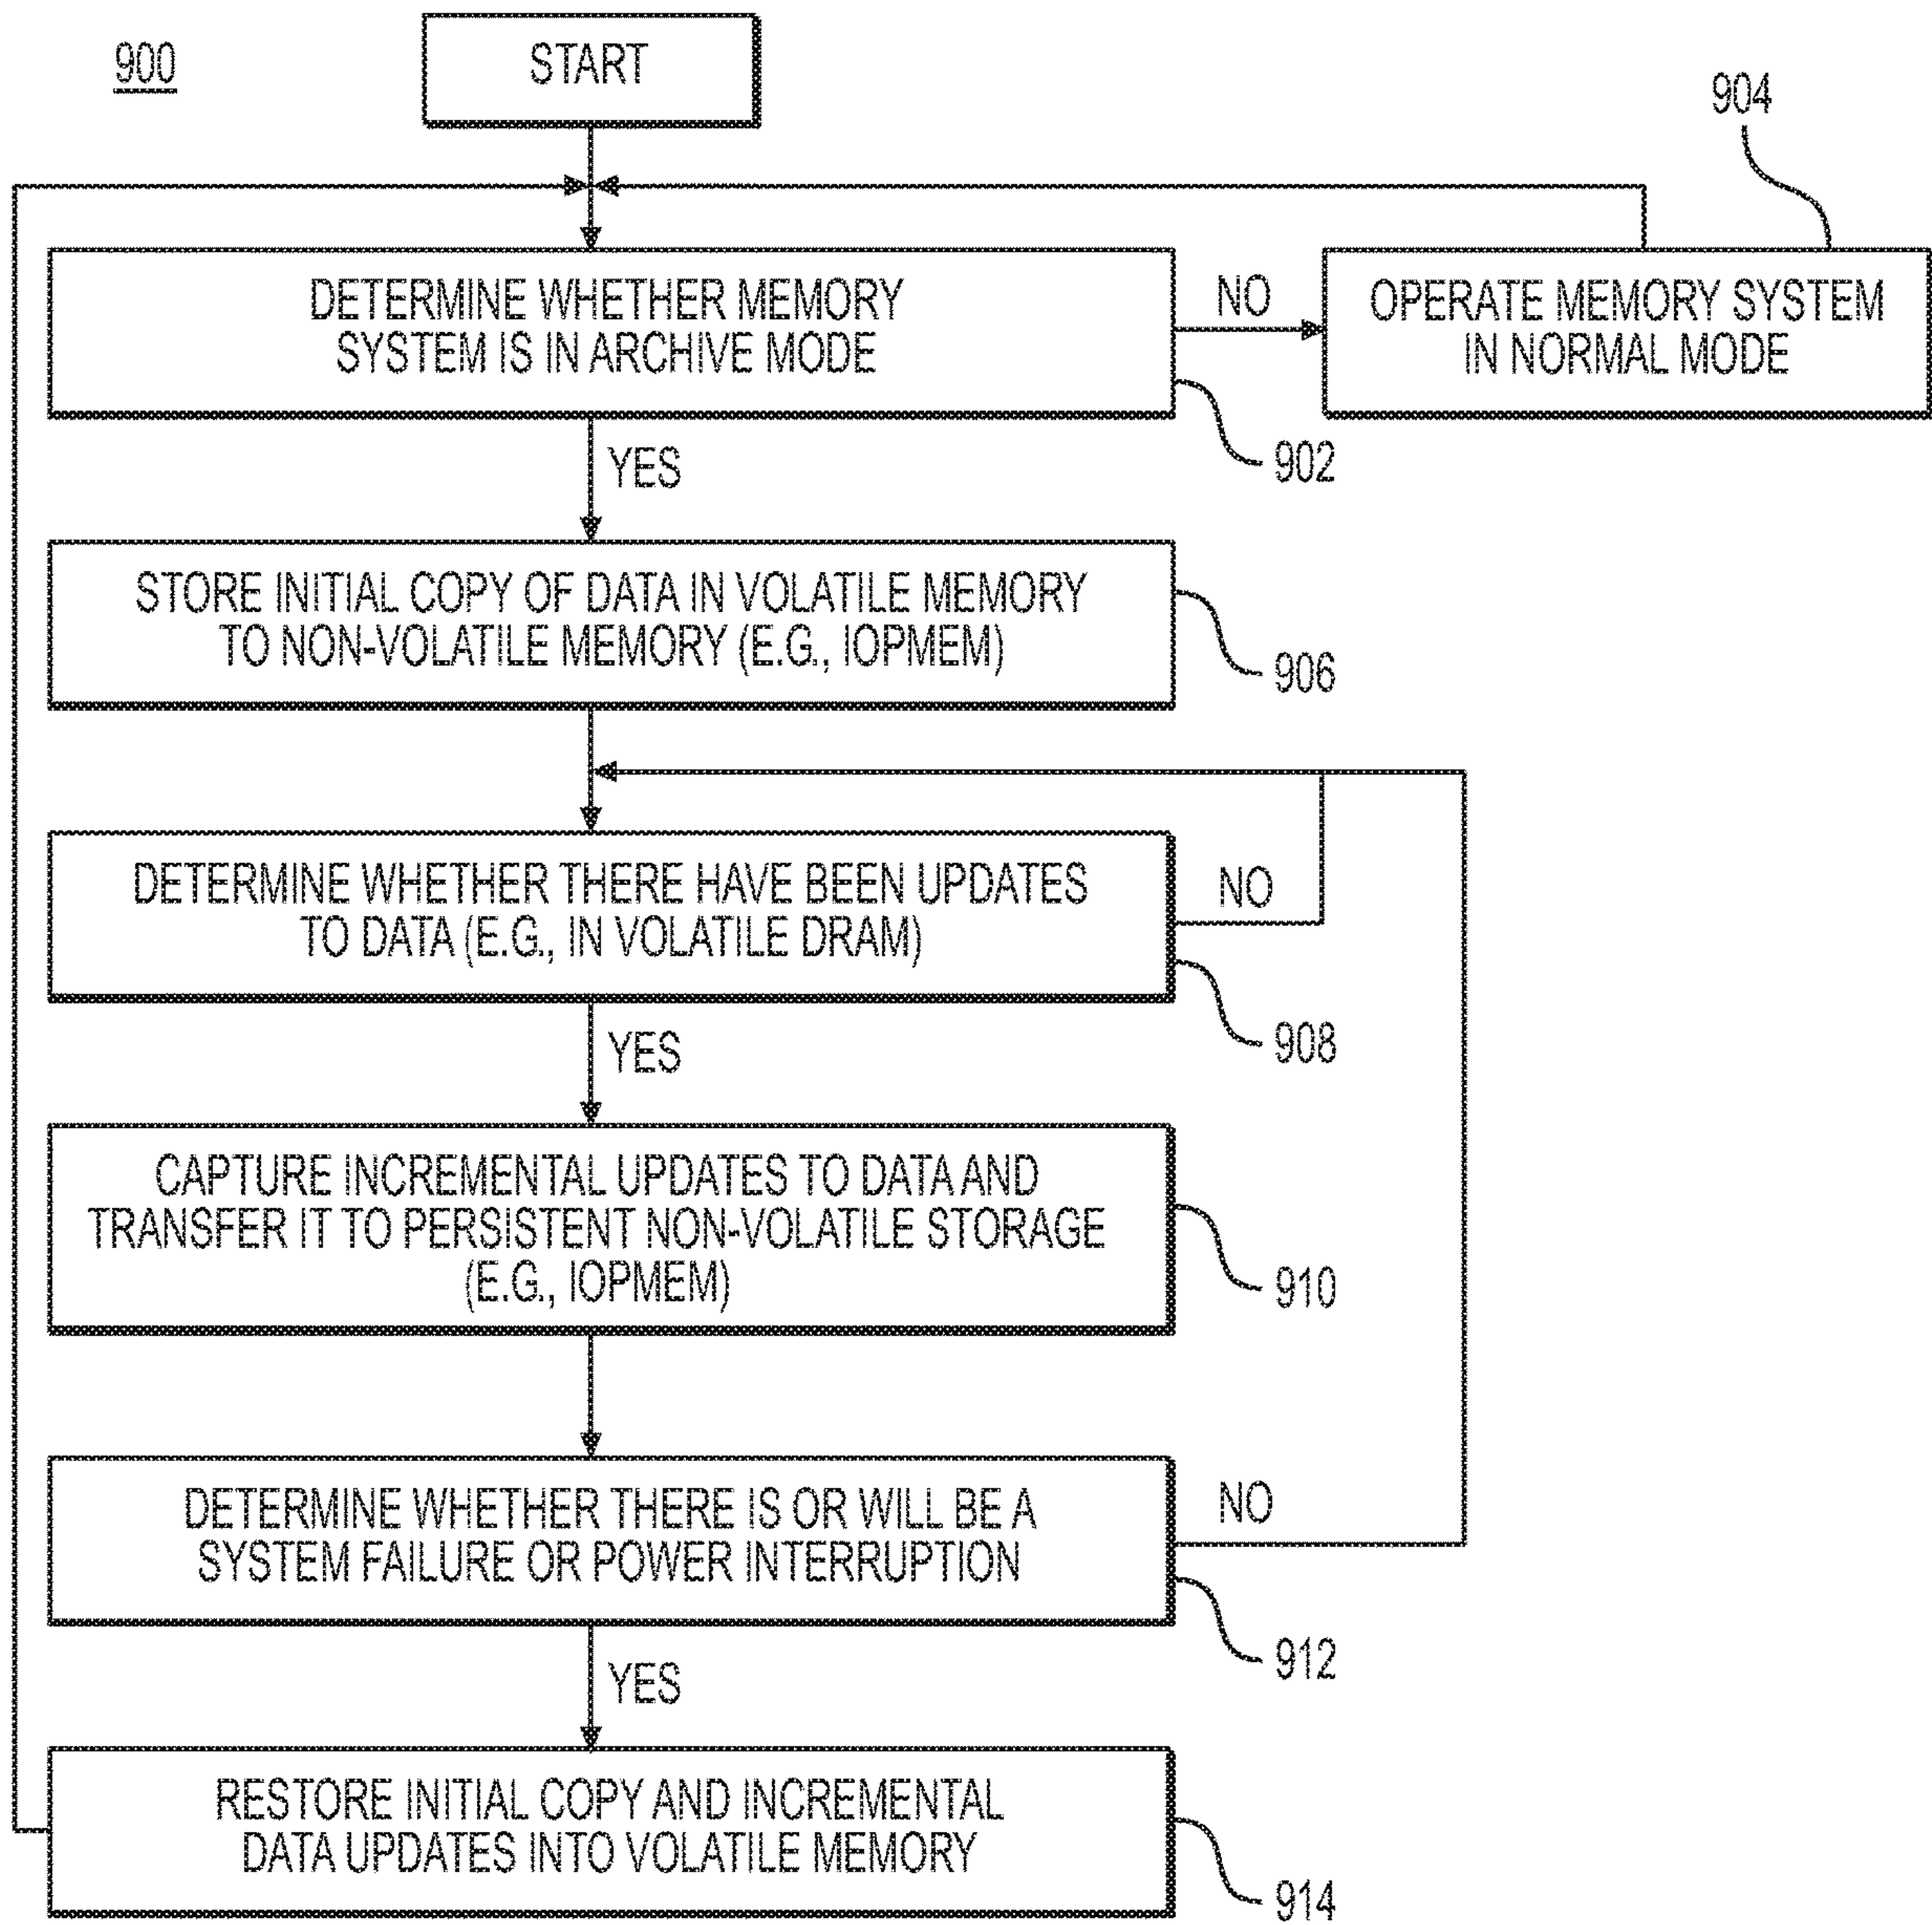 900
START
904
DETERMINE WHETHER MEMORY
SYSTEM IS IN ARCHIVE MODE
NO
OPERATE MEMORY SYSTEM
IN NORMAL MODE
902
YES
STORE INITIAL COPY OF DATA IN VOLATILE MEMORY
TO NON-VOLATILE MEMORY (E.G., IOPMEM)
906
DETERMINE WHETHER THERE HAVE BEEN UPDATES
TO DATA (E.G., IN VOLATILE DRAM)
NO
908
YES
CAPTURE INCREMENTAL UPDATES TO DATA AND
TRANSFER IT TO PERSISTENT NON-VOLATILE STORAGE
(E.G., IOPMEM)
910
DETERMINE WHETHER THERE IS OR WILL BE A
SYSTEM FAILURE OR POWER INTERRUPTION
NO
912
YES
RESTORE INITIAL COPY AND INCREMENTAL
DATA UPDATES INTO VOLATILE MEMORY
914